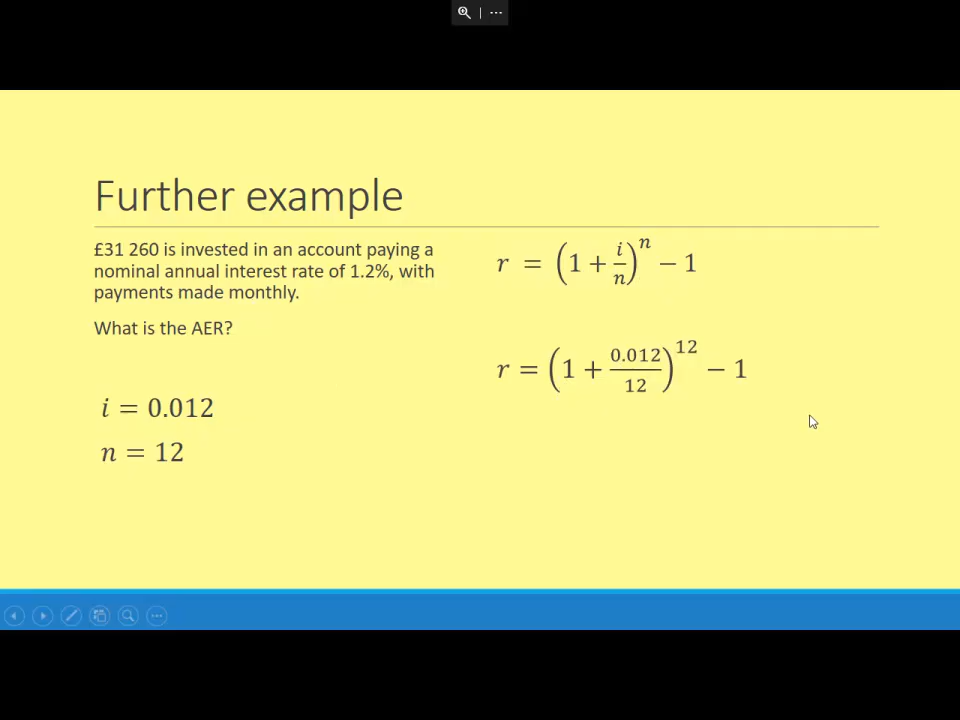 Further example
£31 260 is invested in an account paying a
nominal annual interest rate of 1.2%, with
payments made monthly.
What is the AER?
i = 0.012
n = 12
r = (1 + i/n)^n − 1
r = (1 + 0.012/12)^12 − 1